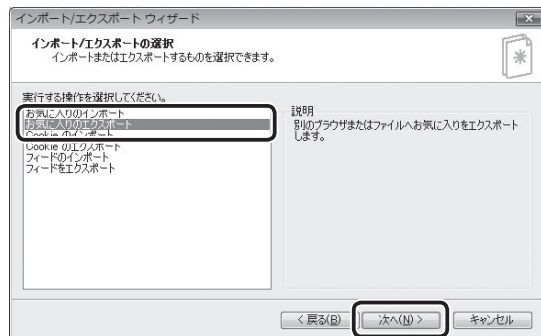 インポート/エクスポート ウィザード
インポート/エクスポートの選択
インポートまたはエクスポートするものを選択できます。
実行する操作を選択してください。
お気に入りのインポート
お気に入りのエクスポート
Cookie のインポート
Cookie のエクスポート
フィードのインポート
フィードをエクスポート
説明
別のブラウザまたはファイルへお気に入りをエクスポート
します。
< 戻る(B) 次へ(N) > キャンセル